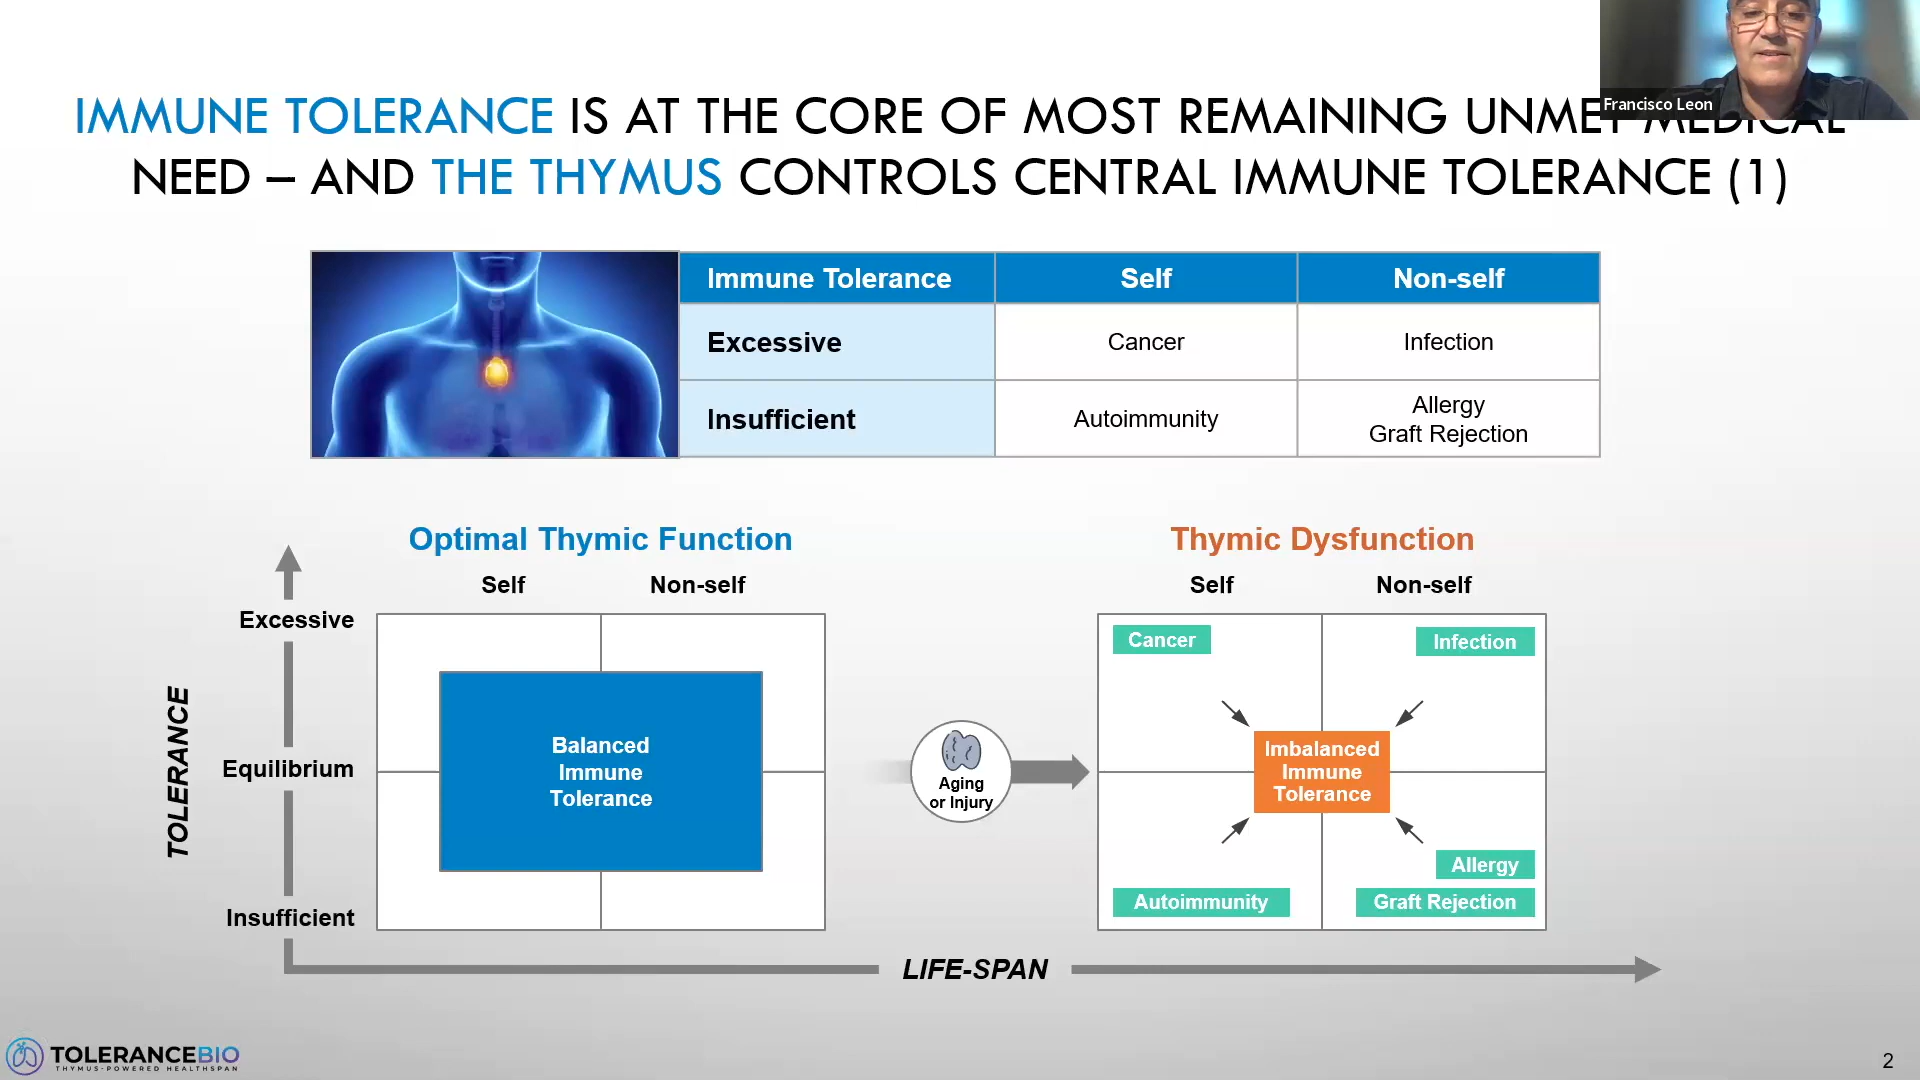 Francisco Leon
IMMUNE TOLERANCE IS AT THE CORE OF MOST REMAINING UNMET MEDICAL
NEED – AND THE THYMUS CONTROLS CENTRAL IMMUNE TOLERANCE (1)
Immune Tolerance Self Non-self
Excessive Cancer Infection
Insufficient Autoimmunity Allergy
Graft Rejection
Optimal Thymic Function
Self Non-self
Excessive
Equilibrium
Insufficient
TOLERANCE
Balanced
Immune
Tolerance
Aging
or Injury
Thymic Dysfunction
Self Non-self
Cancer
Infection
Imbalanced
Immune
Tolerance
Allergy
Autoimmunity
Graft Rejection
LIFE-SPAN
TOLERANCEBIO
THYMUS-POWERED HEALTHSPAN
2